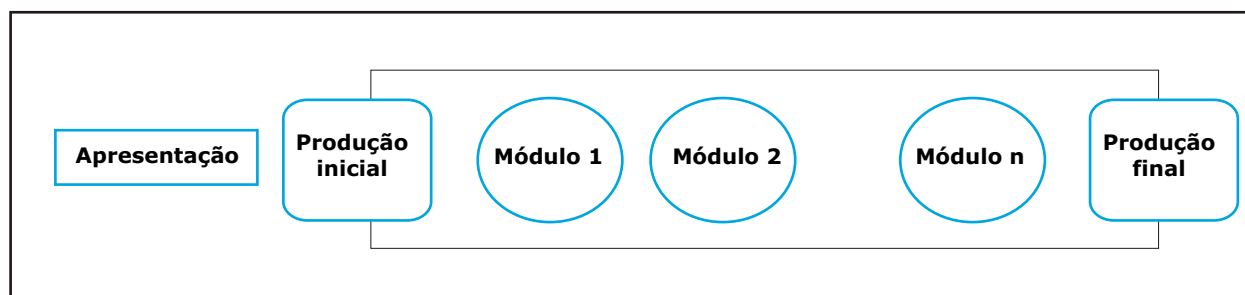 Apresentação
Produção
inicial
Módulo 1
Módulo 2
Módulo n
Produção
final